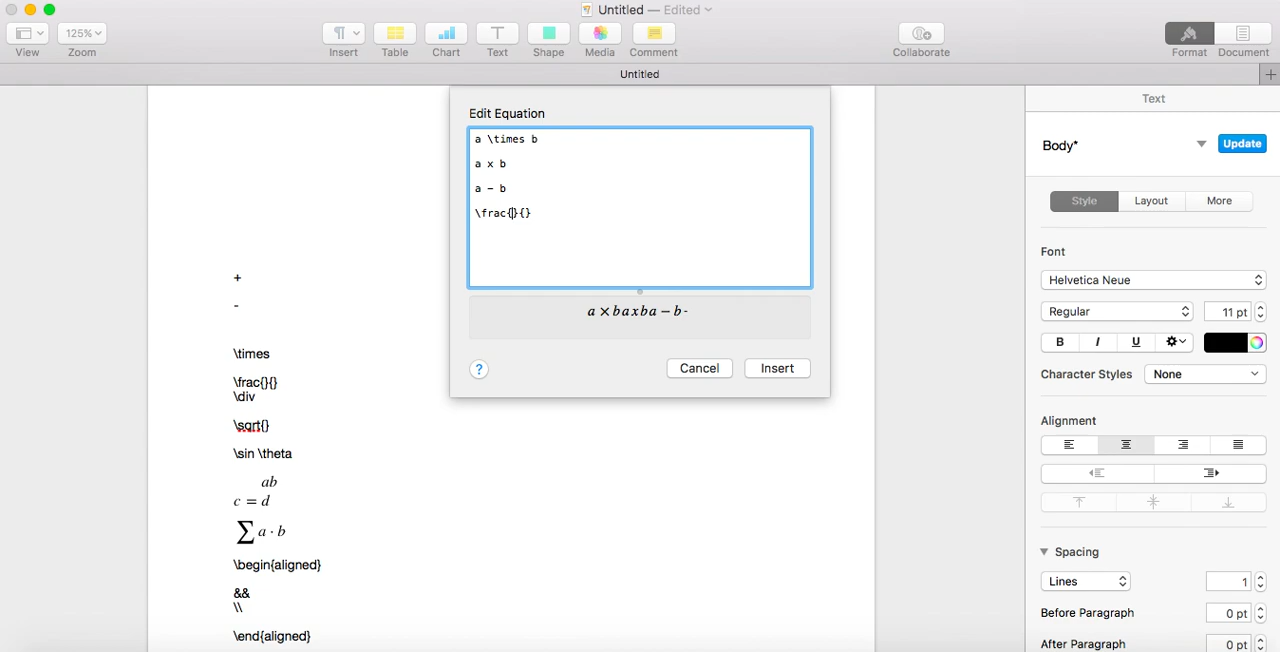 Untitled — Edited
View
125%
Zoom
Insert
Table
Chart
T
Text
Shape
Media
Comment
Collaborate
Format
Document
Untitled
+
Edit Equation
a \times b
a x b
a - b
\frac{}{}
a × b a x b a − b -
?
Cancel
Insert
+
-
\times
\frac{}{}
\div
\sqrt{}
\sin \theta
ab
c = d
∑ a · b
\begin{aligned}
&&
\\
\end{aligned}
Text
Body*
Update
Style
Layout
More
Font
Helvetica Neue
Regular
11 pt
B
I
U
Character Styles
None
Alignment
Spacing
Lines
1
Before Paragraph
0 pt
After Paragraph
0 pt